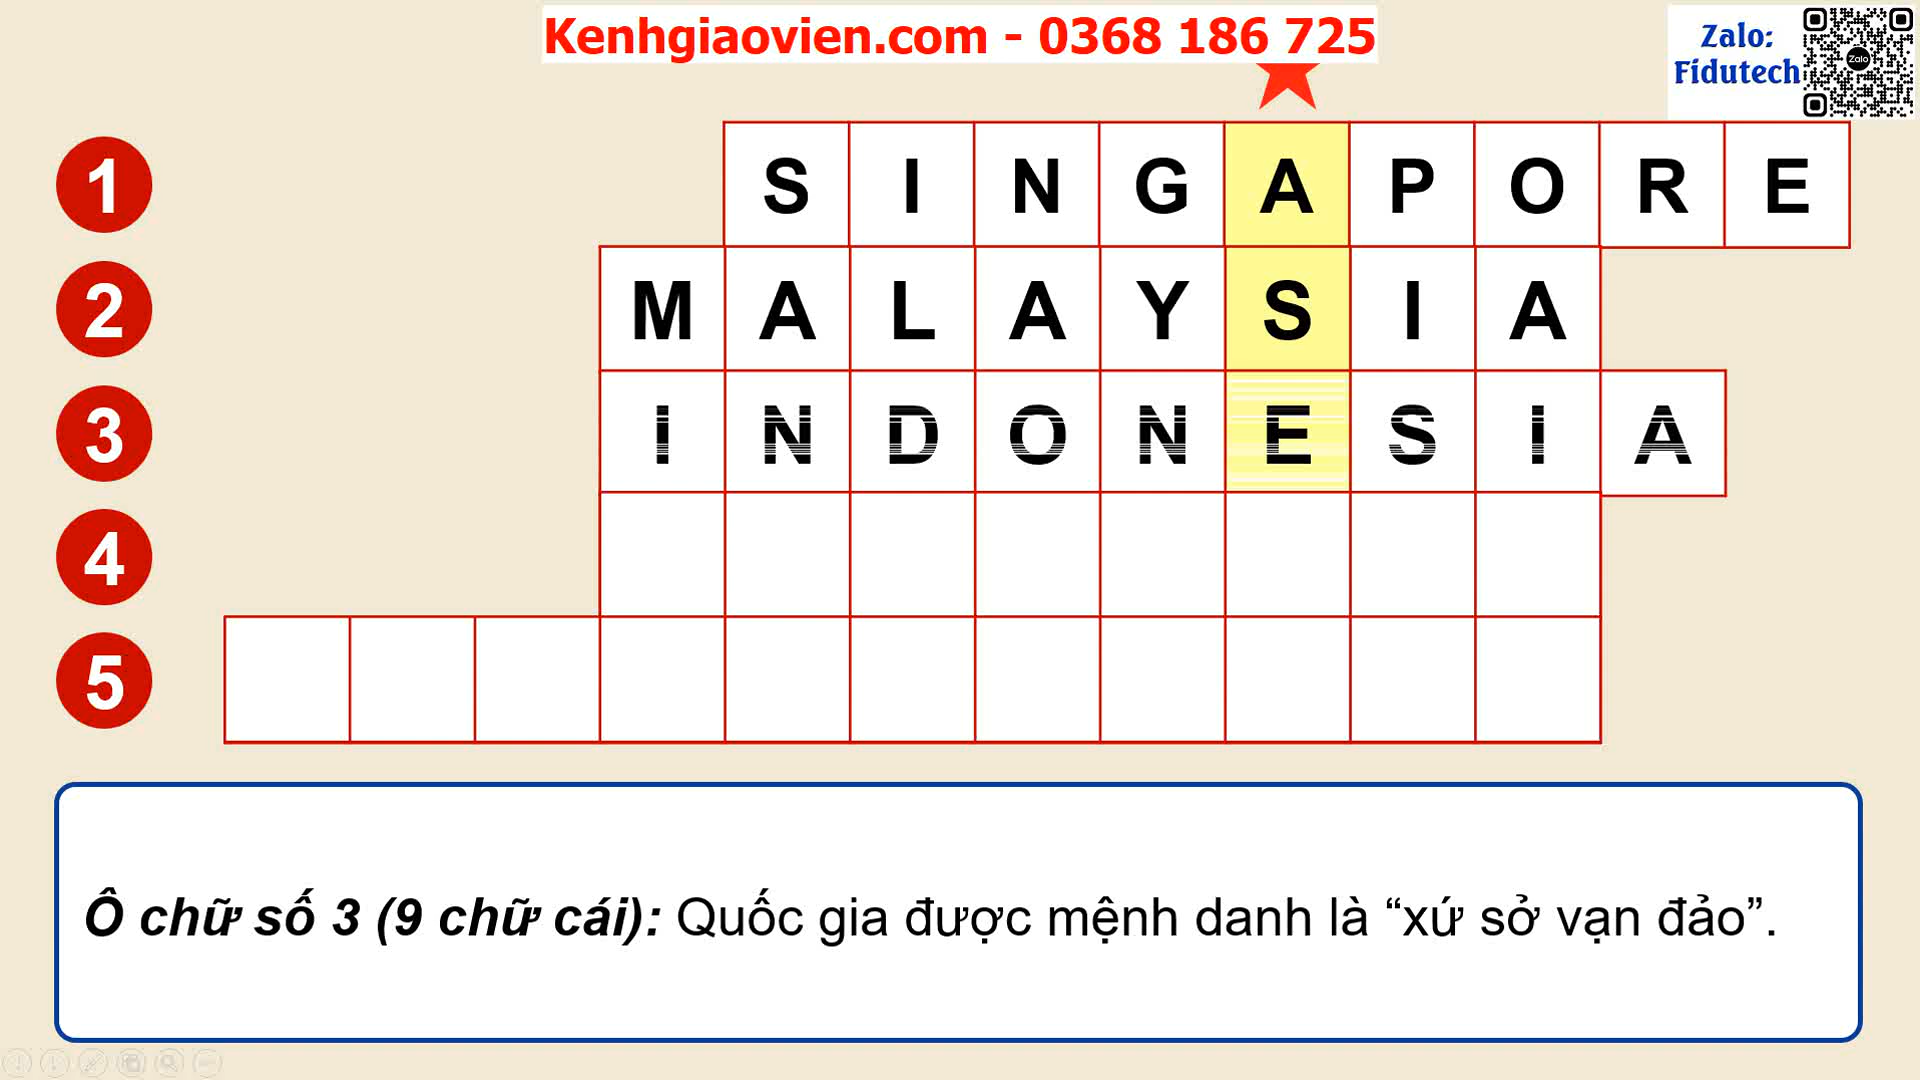 Kenhgiaovien.com - 0368 186 725
Zalo:
Fidutech
Zalo
1 S I N G A P O R E
2 M A L A Y S I A
3 I N D O N E S I A
4
5
Ô chữ số 3 (9 chữ cái): Quốc gia được mệnh danh là “xứ sở vạn đảo”.